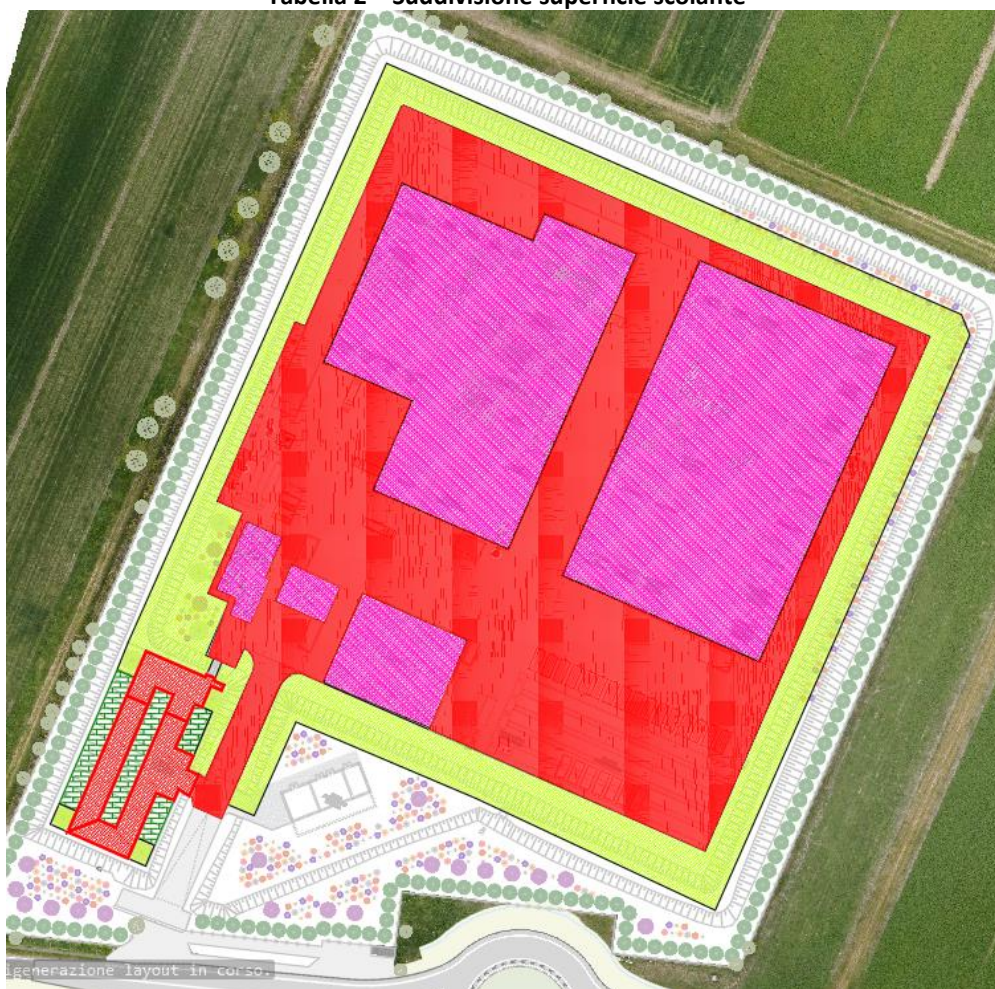 Tabella 2 – Suddivisione superficie scolante
igenerazione layout in corso.